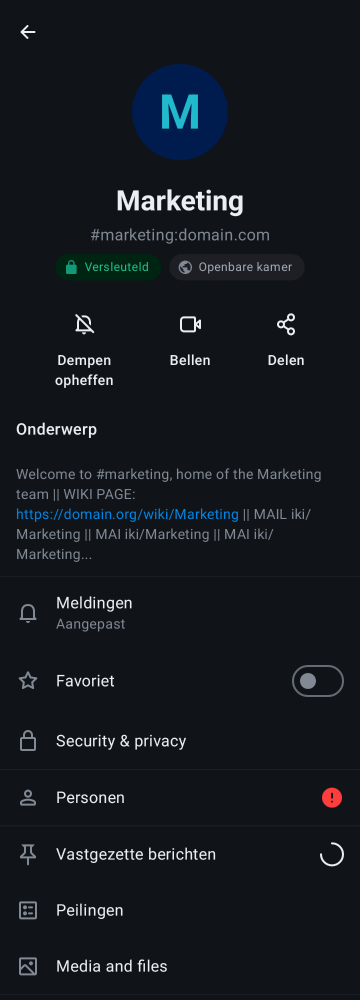 M
Marketing
#marketing:domain.com
Versleuteld
Openbare kamer
Dempen
opheffen
Bellen
Delen
Onderwerp
Welcome to #marketing, home of the Marketing
team || WIKI PAGE:
https://domain.org/wiki/Marketing || MAIL iki/
Marketing || MAI iki/Marketing || MAI iki/
Marketing...
Meldingen
Aangepast
Favoriet
Security & privacy
Personen
Vastgezette berichten
Peilingen
Media and files